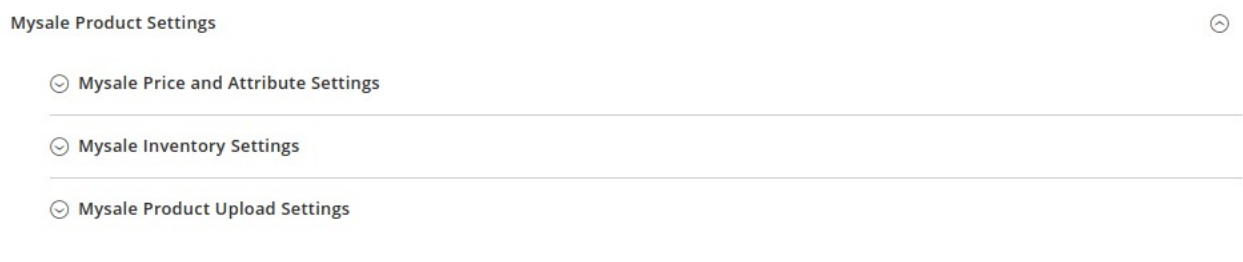 Mysale Product Settings
Mysale Price and Attribute Settings
Mysale Inventory Settings
Mysale Product Upload Settings